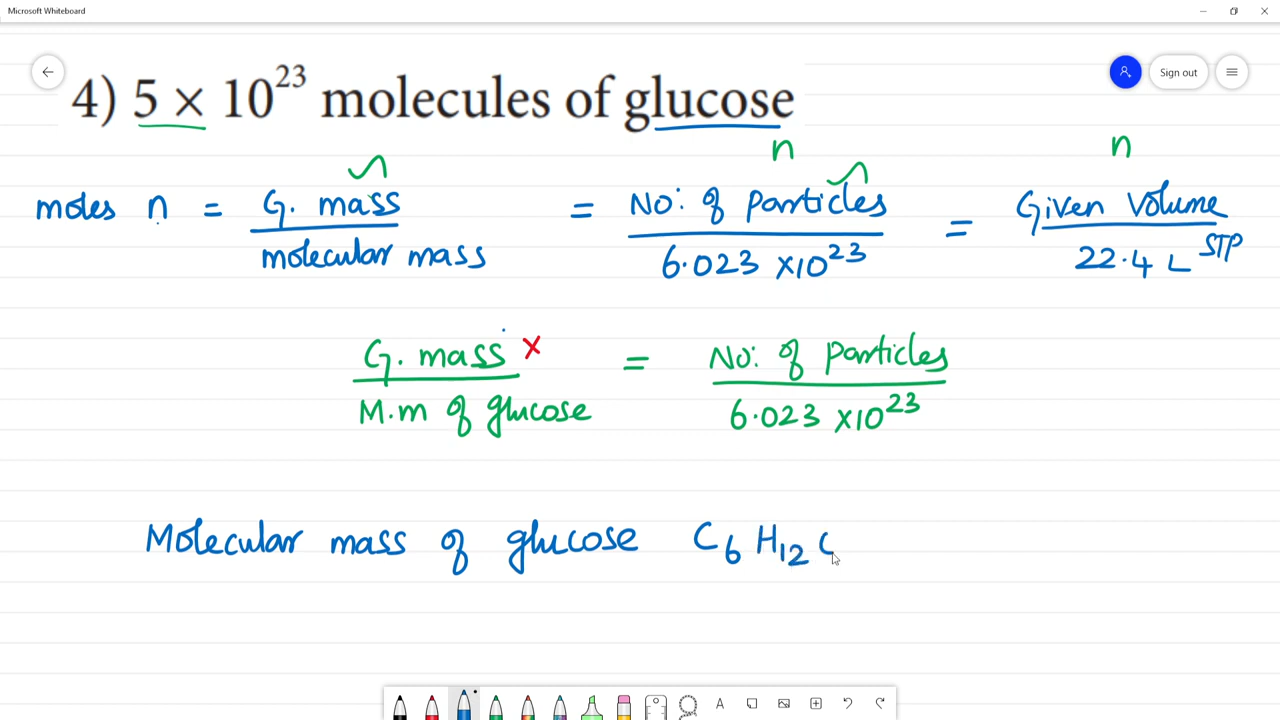 Microsoft Whiteboard
Sign out
4) 5 × 10²³ molecules of glucose
n n
moles n = G. mass / molecular mass = No: of Particles / 6.023 ×10²³ = Given Volume / 22.4 L STP
G. mass × / M.m of glucose = No: of Particles / 6.023 ×10²³
Molecular mass of glucose C₆ H₁₂
A